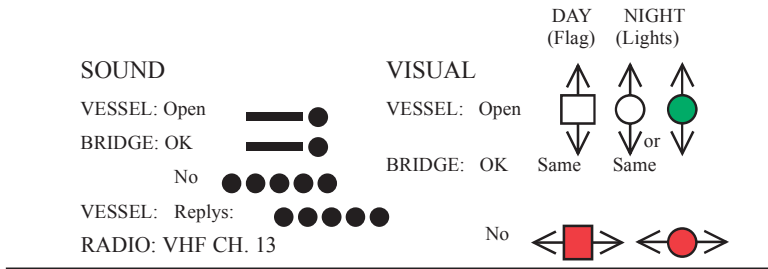 DAY NIGHT
(Flag) (Lights)
SOUND VISUAL
VESSEL: Open
BRIDGE: OK
No
VESSEL: Replys:
RADIO: VHF CH. 13
VESSEL: Open
or
BRIDGE: OK Same Same
No